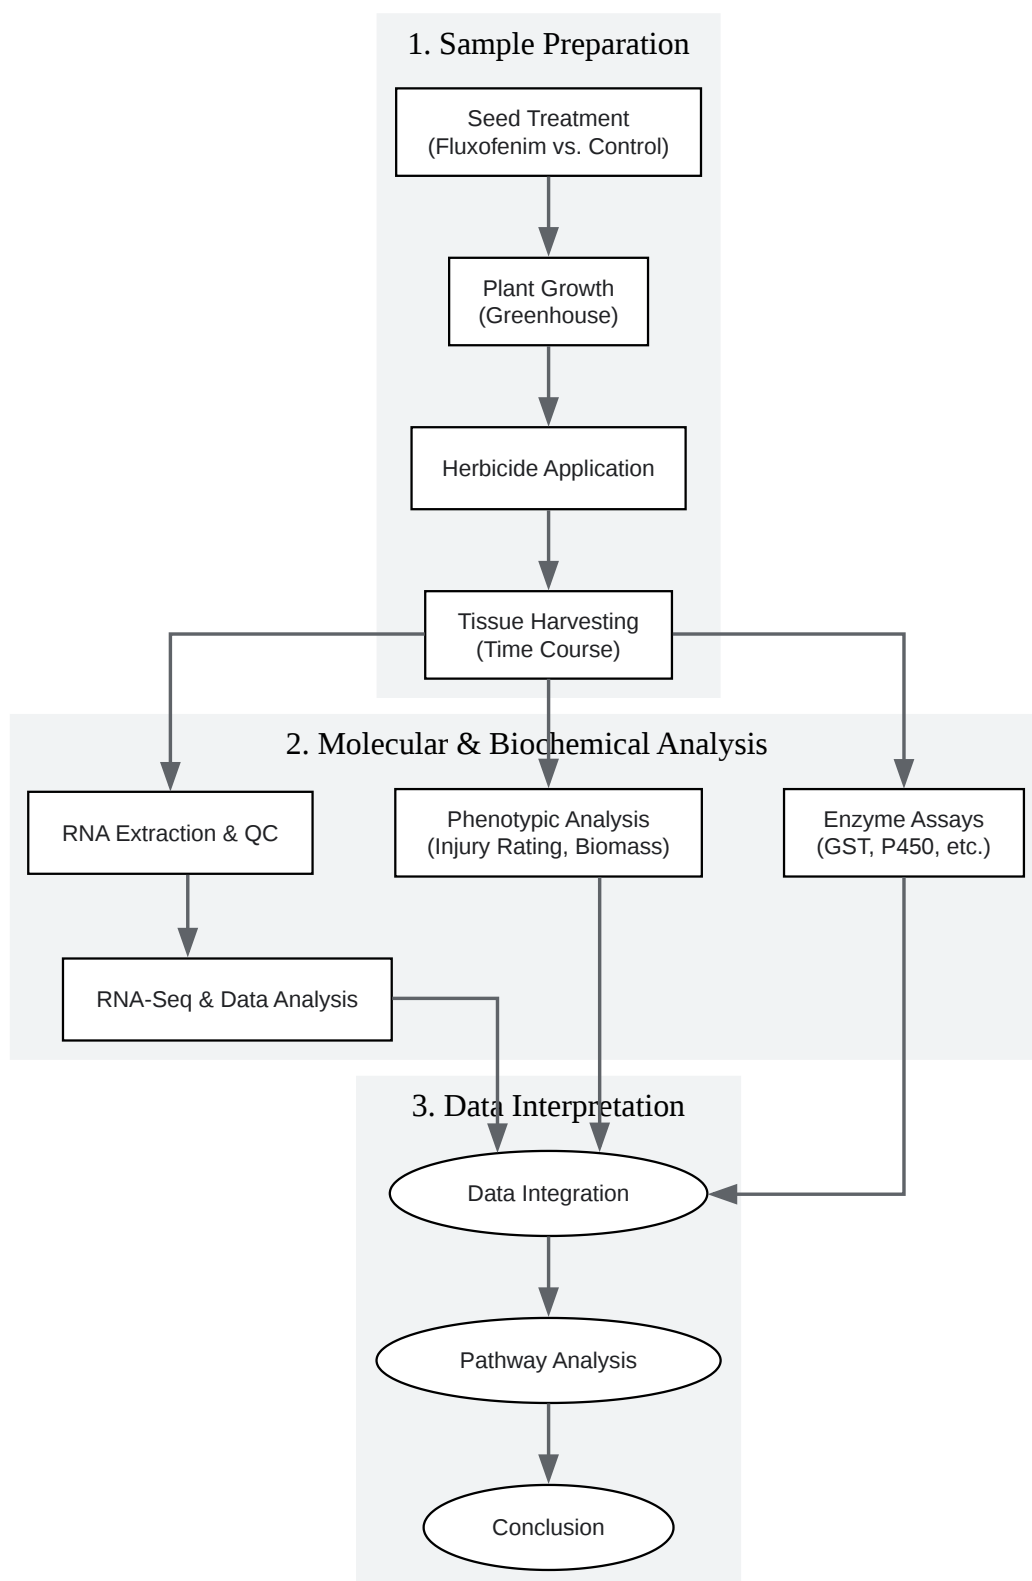 1. Sample Preparation
Seed Treatment
(Fluxofenim vs. Control)
Plant Growth
(Greenhouse)
Herbicide Application
Tissue Harvesting
(Time Course)
2. Molecular & Biochemical Analysis
RNA Extraction & QC
Phenotypic Analysis
(Injury Rating, Biomass)
Enzyme Assays
(GST, P450, etc.)
RNA-Seq & Data Analysis
3. Data Interpretation
Data Integration
Pathway Analysis
Conclusion